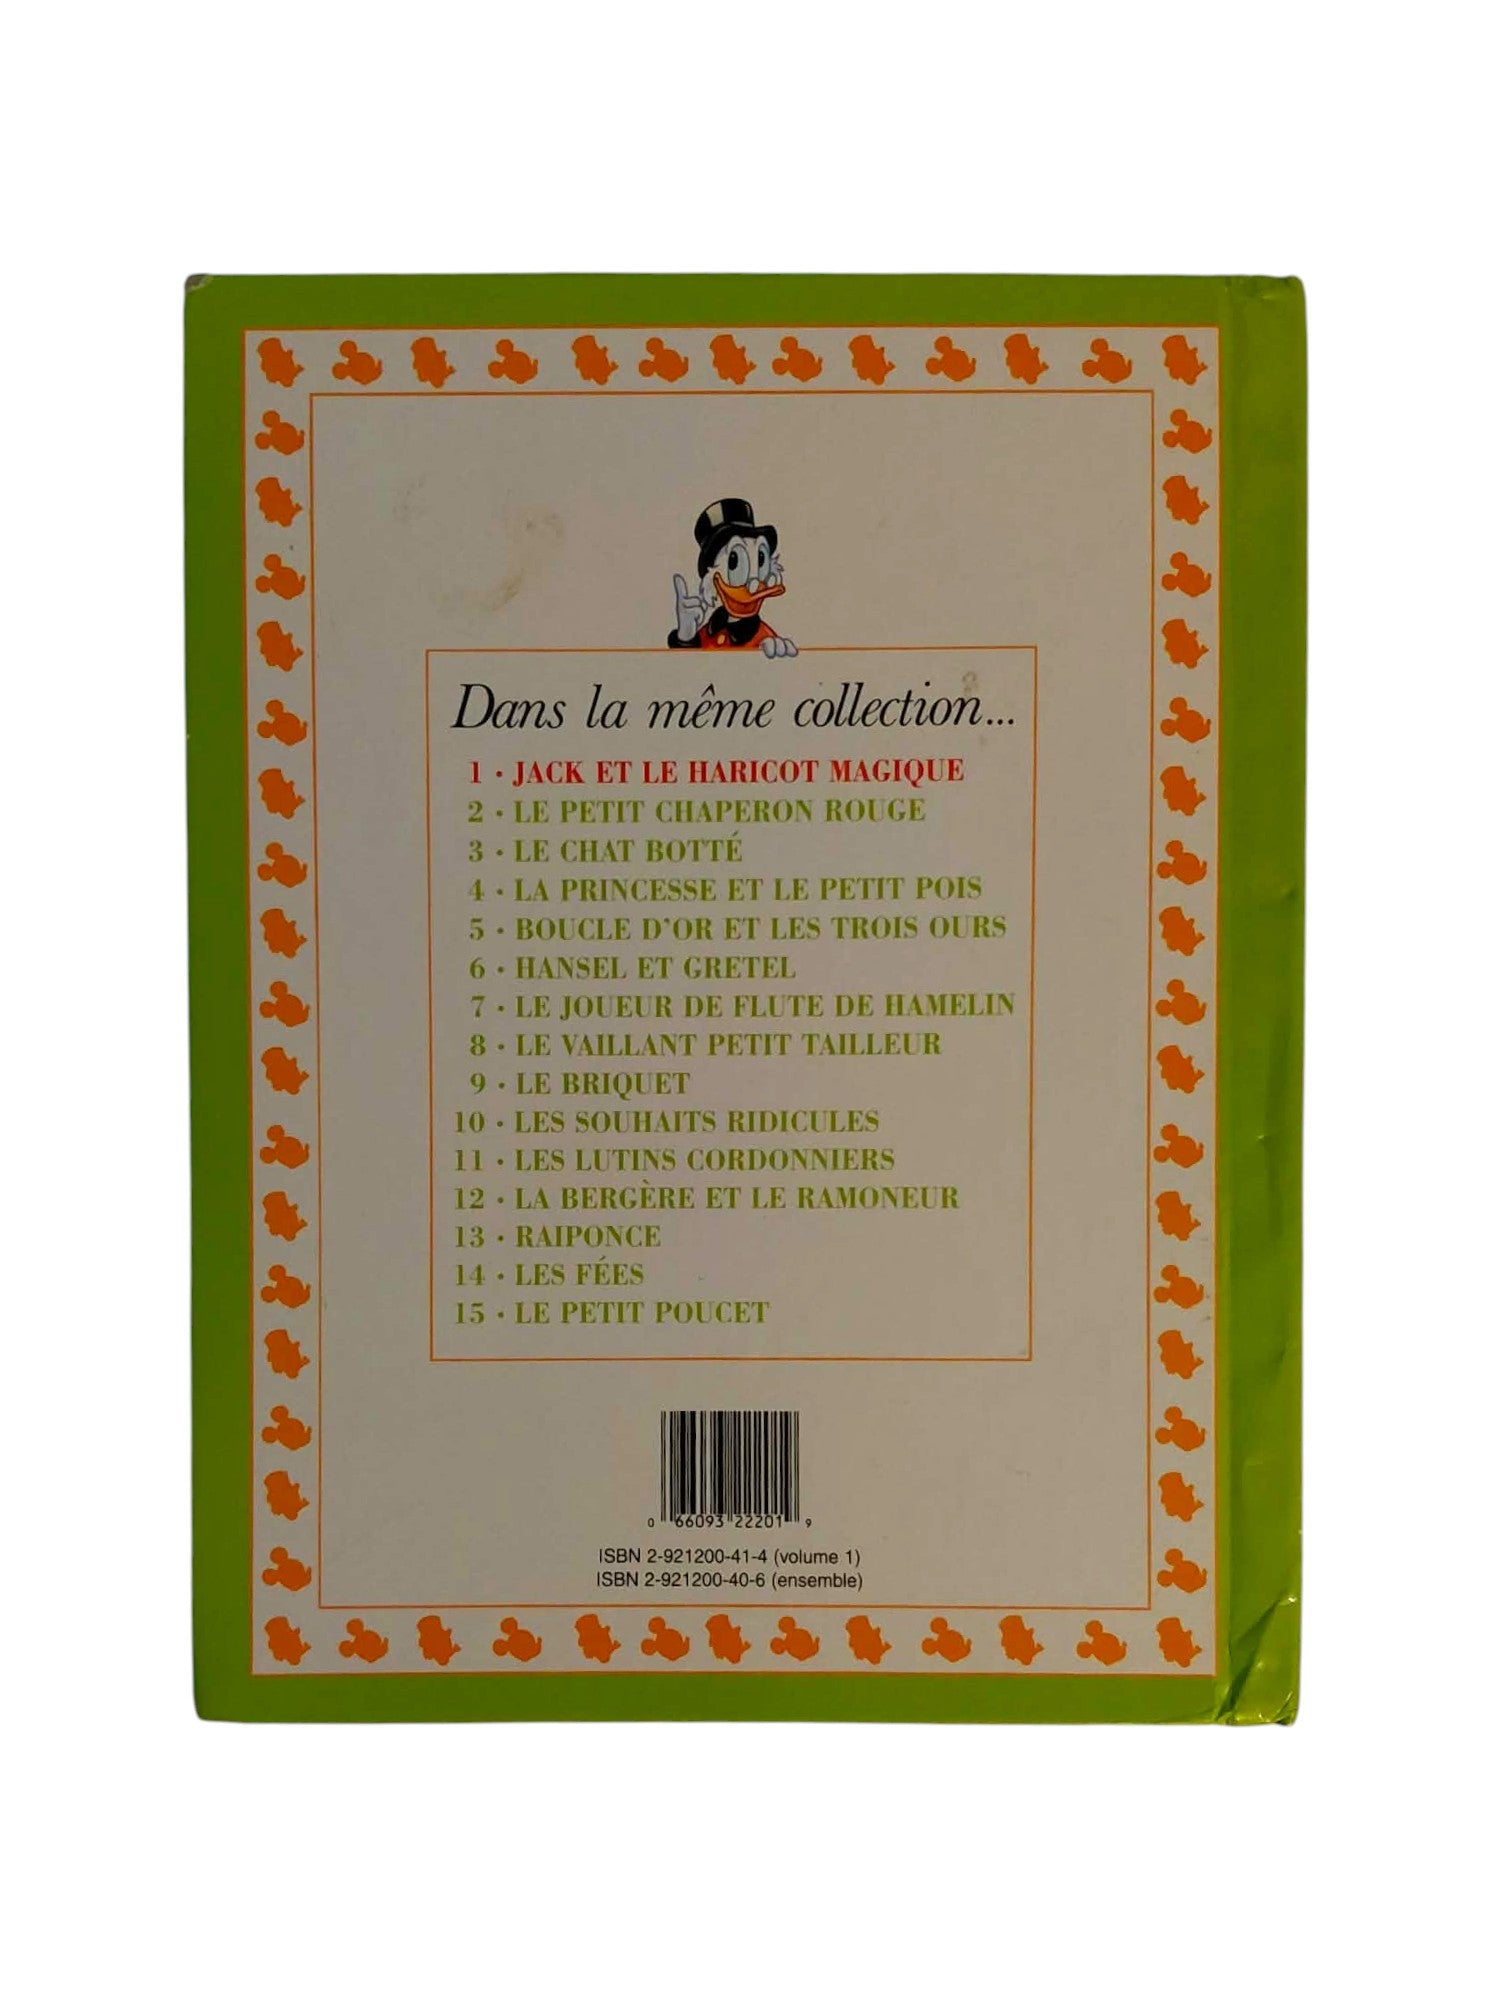 Dans la même collection...
1 • JACK ET LE HARICOT MAGIQUE
2 • LE PETIT CHAPERON ROUGE
3 • LE CHAT BOTTÉ
4 • LA PRINCESSE ET LE PETIT POIS
5 • BOUCLE D'OR ET LES TROIS OURS
6 • HANSEL ET GRETEL
7 • LE JOUEUR DE FLUTE DE HAMELIN
8 • LE VAILLANT PETIT TAILLEUR
9 • LE BRIQUET
10 • LES SOUHAITS RIDICULES
11 • LES LUTINS CORDONNIERS
12 • LA BERGÈRE ET LE RAMONEUR
13 • RAIPONCE
14 • LES FÉES
15 • LE PETIT POUCET
0 66093 22201 9
ISBN 2-921200-41-4 (volume 1)
ISBN 2-921200-40-6 (ensemble)